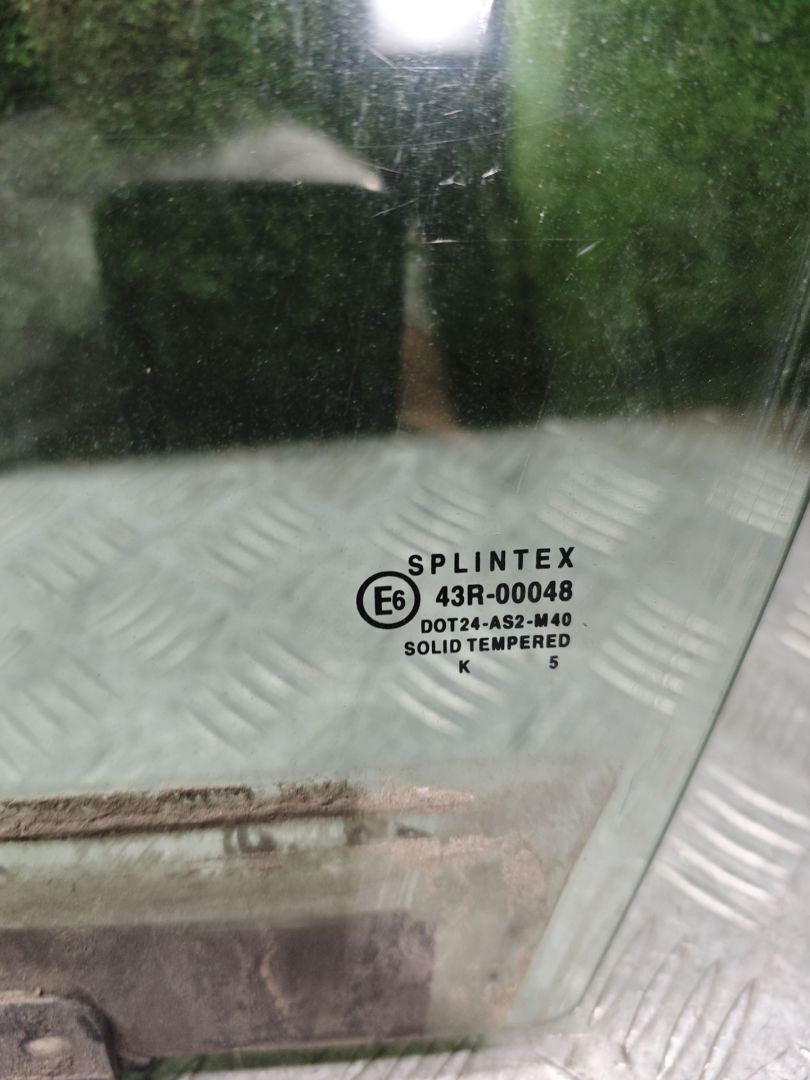 SPLINTEX
E6 43R-00048
DOT24-AS2-M40
SOLID TEMPERED
K 5